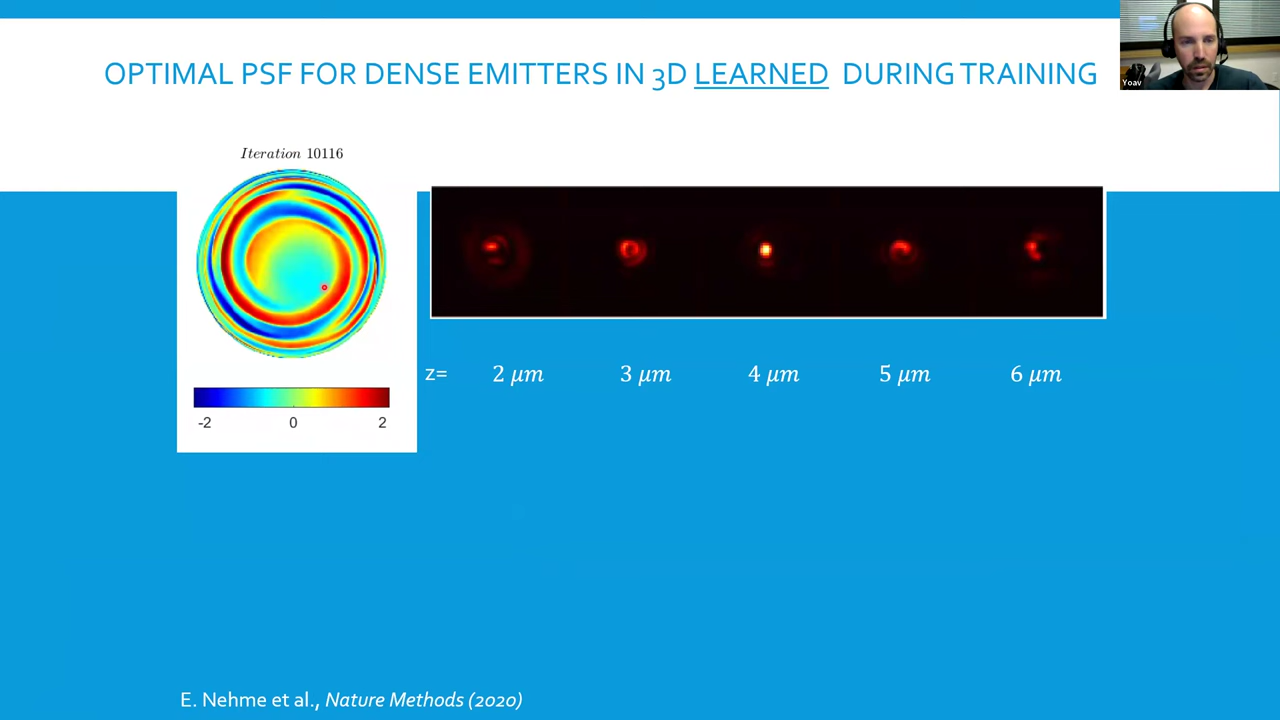 OPTIMAL PSF FOR DENSE EMITTERS IN 3D LEARNED DURING TRAINING
Yoav
Iteration 10116
-2 0 2
z= 2 μm 3 μm 4 μm 5 μm 6 μm
E. Nehme et al., Nature Methods (2020)